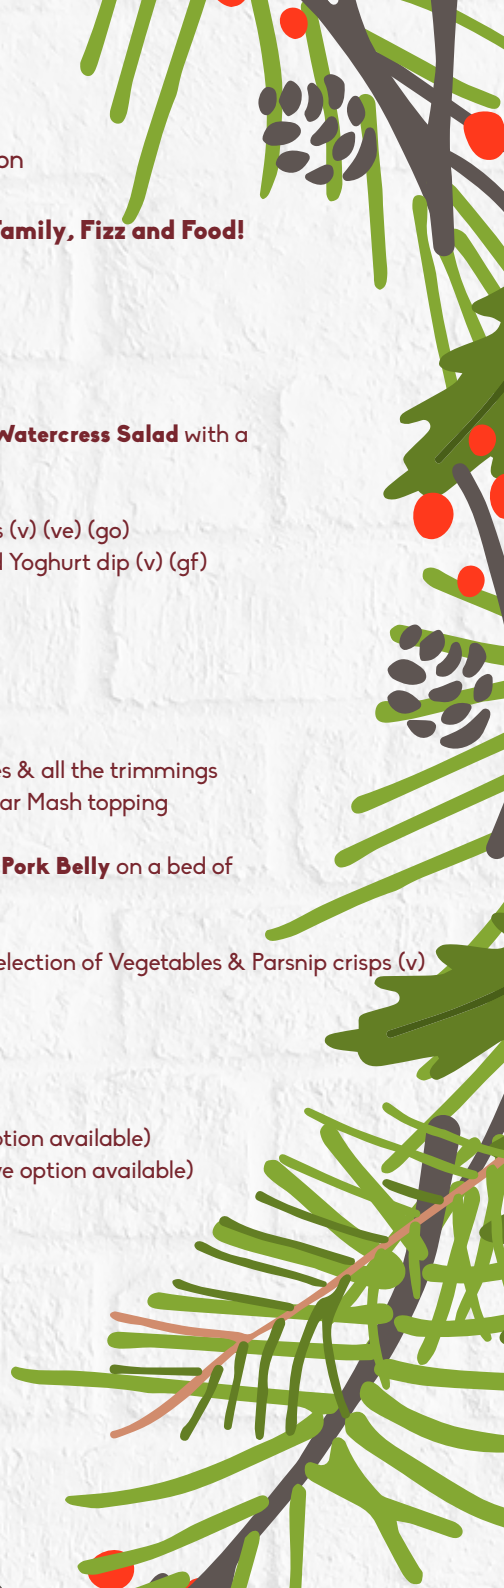 on
Family, Fizz and Food!
Watercress Salad with a
s (v) (ve) (go)
Yoghurt dip (v) (gf)
es & all the trimmings
ar Mash topping
Pork Belly on a bed of
election of Vegetables & Parsnip crisps (v)
ption available)
ve option available)